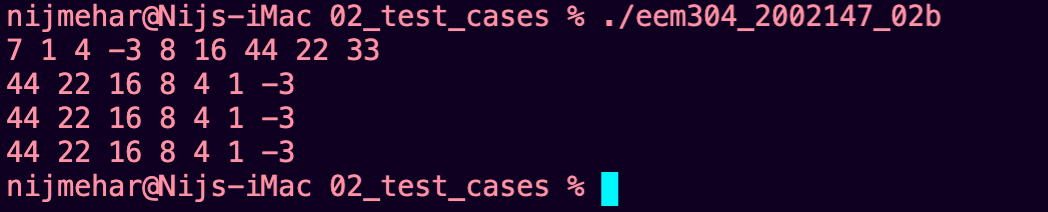 nijmehar@Nijs-iMac 02_test_cases % ./eem304_2002147_02b
7 1 4 -3 8 16 44 22 33
44 22 16 8 4 1 -3
44 22 16 8 4 1 -3
44 22 16 8 4 1 -3
nijmehar@Nijs-iMac 02_test_cases %